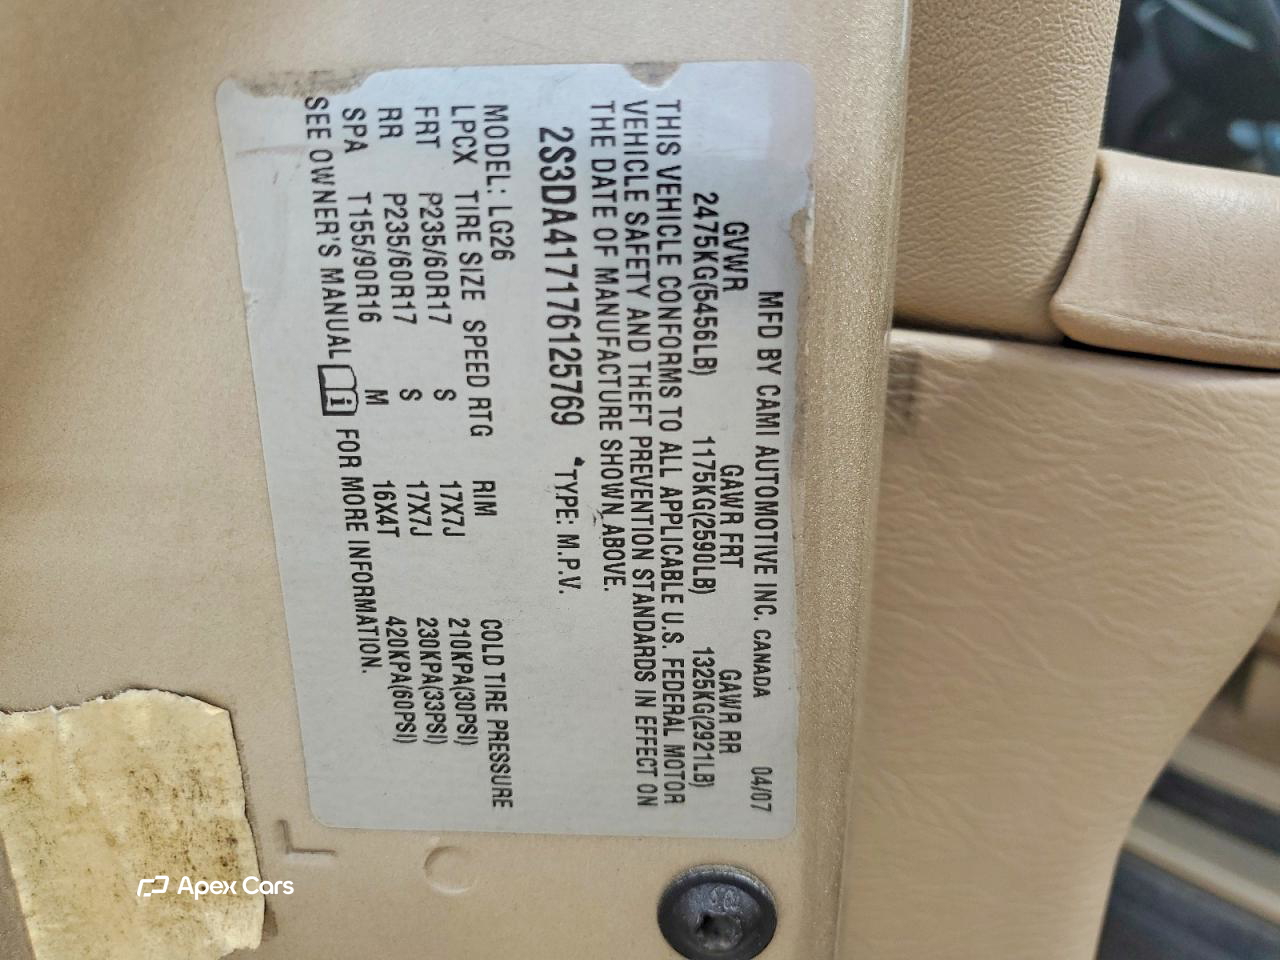 MFD BY CAMI AUTOMOTIVE INC. CANADA 04/07
GVWR GAWR FRT GAWR RR
2475KG(5456LB) 1175KG(2590LB) 1325KG(2921LB)
THIS VEHICLE CONFORMS TO ALL APPLICABLE U.S. FEDERAL MOTOR
VEHICLE SAFETY AND THEFT PREVENTION STANDARDS IN EFFECT ON
THE DATE OF MANUFACTURE SHOWN ABOVE.
2S3DA417176125769 *TYPE: M.P.V.
MODEL: LG26
LPCX TIRE SIZE SPEED RTG RIM COLD TIRE PRESSURE
FRT P235/60R17 S 17X7J 210KPA(30PSI)
RR P235/60R17 S 17X7J 230KPA(33PSI)
SPA T155/90R16 M 16X4T 420KPA(60PSI)
SEE OWNER'S MANUAL i FOR MORE INFORMATION.
Apex Cars